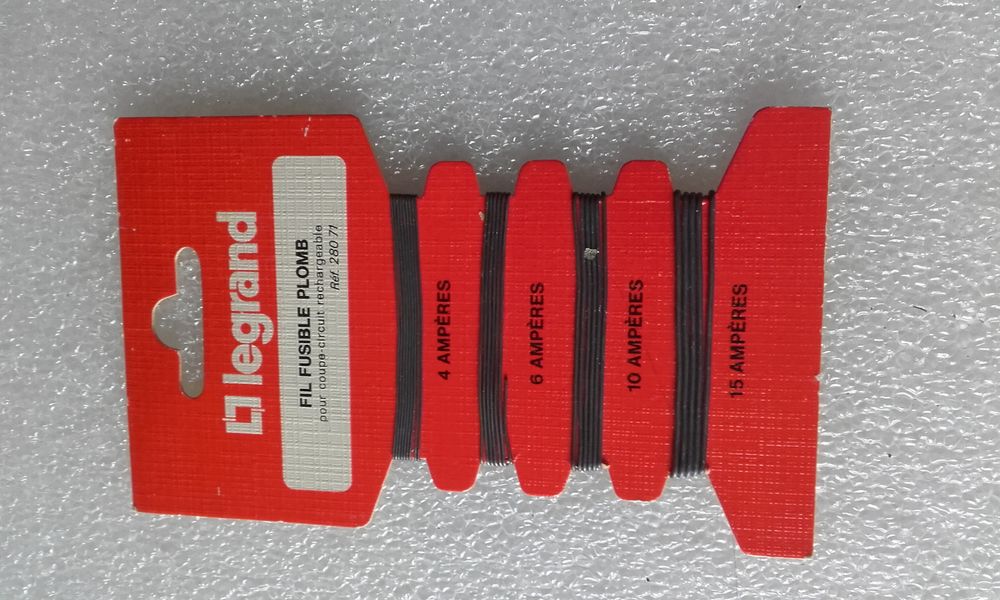 legrand
FIL FUSIBLE PLOMB
pour coupe-circuit rechargeable
Réf. 280 71
4 AMPÈRES
6 AMPÈRES
10 AMPÈRES
15 AMPÈRES